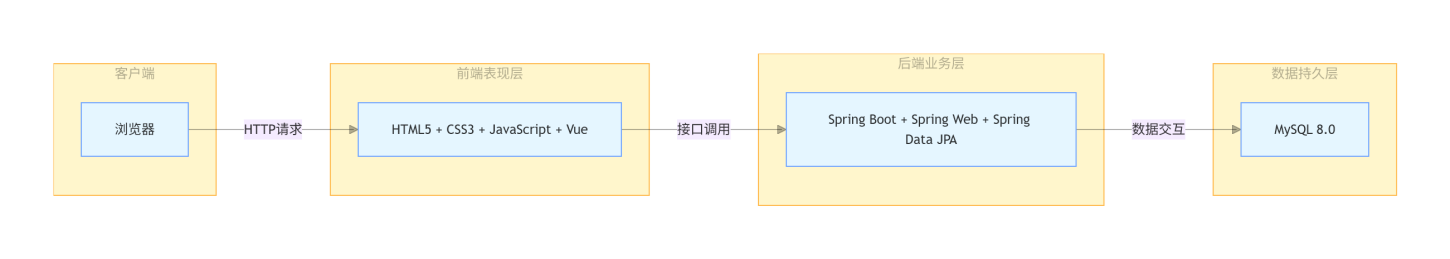 客户端
浏览器
HTTP请求
前端表现层
HTML5 + CSS3 + JavaScript + Vue
接口调用
后端业务层
Spring Boot + Spring Web + Spring
Data JPA
数据交互
数据持久层
MySQL 8.0